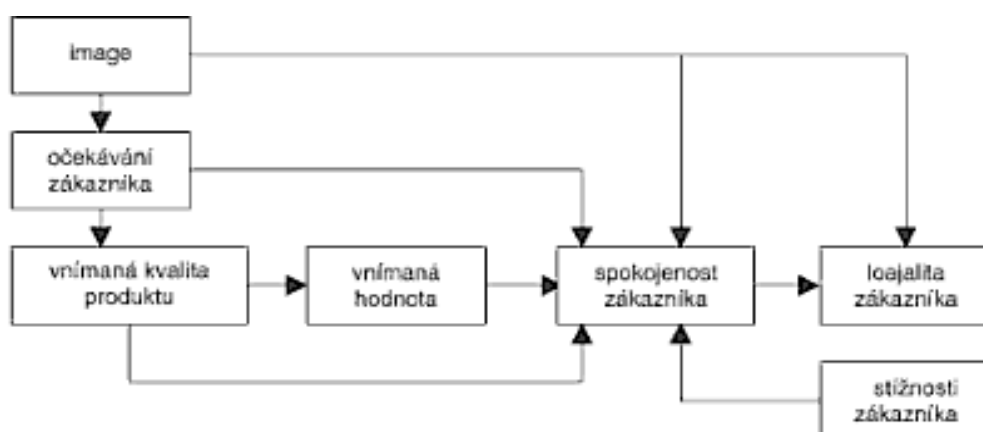 image
očekávání
zákazníka
vnímaná kvalita
produktu
vnímaná
hodnota
spokojenost
zákazníka
loajalita
zákazníka
stížnosti
zákazníka